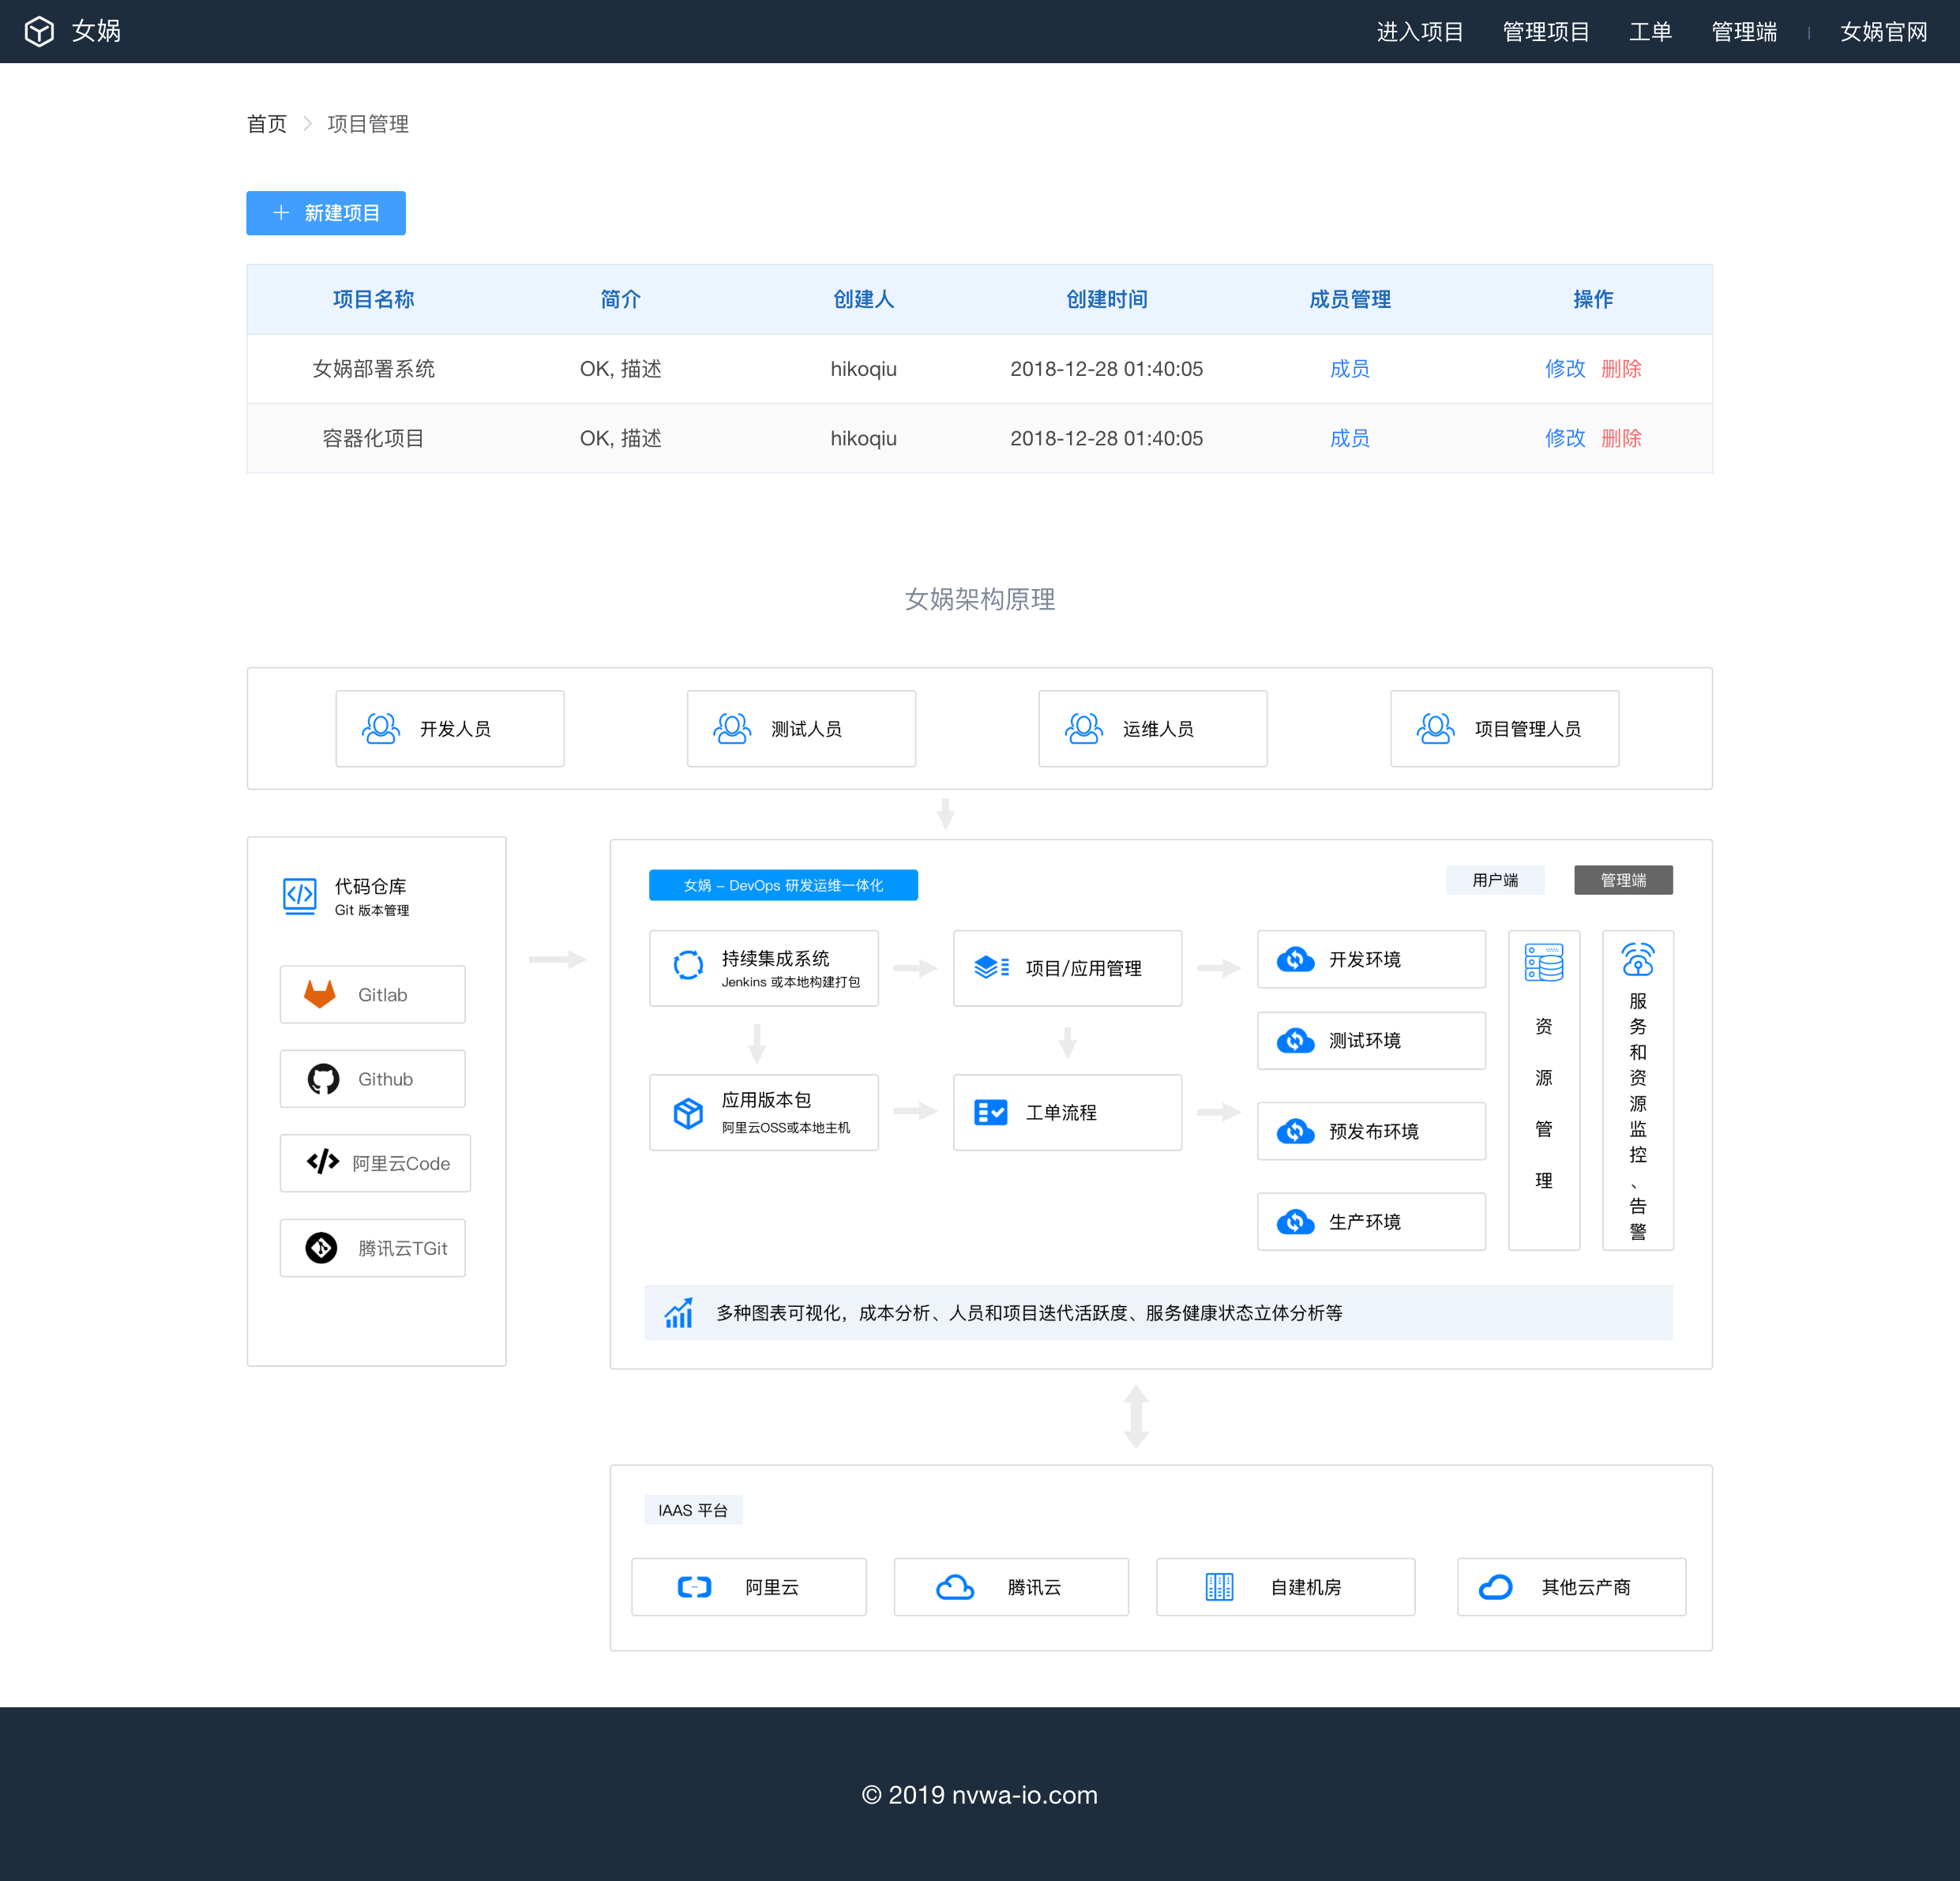 女娲
进入项目 管理项目 工单 管理端 | 女娲官网
首页 > 项目管理
+ 新建项目
项目名称 简介 创建人 创建时间 成员管理 操作
女娲部署系统 OK, 描述 hikoqiu 2018-12-28 01:40:05 成员 修改 删除
容器化项目 OK, 描述 hikoqiu 2018-12-28 01:40:05 成员 修改 删除
女娲架构原理
开发人员 测试人员 运维人员 项目管理人员
代码仓库
Git 版本管理
Gitlab
Github
阿里云Code
腾讯云TGit
女娲 – DevOps 研发运维一体化
用户端 管理端
持续集成系统
Jenkins 或本地构建打包
项目/应用管理
应用版本包
阿里云OSS或本地主机
工单流程
开发环境
测试环境
预发布环境
生产环境
资源管理
服务和资源监控、告警
多种图表可视化，成本分析、人员和项目迭代活跃度、服务健康状态立体分析等
IAAS 平台
阿里云 腾讯云 自建机房 其他云产商
© 2019 nvwa-io.com